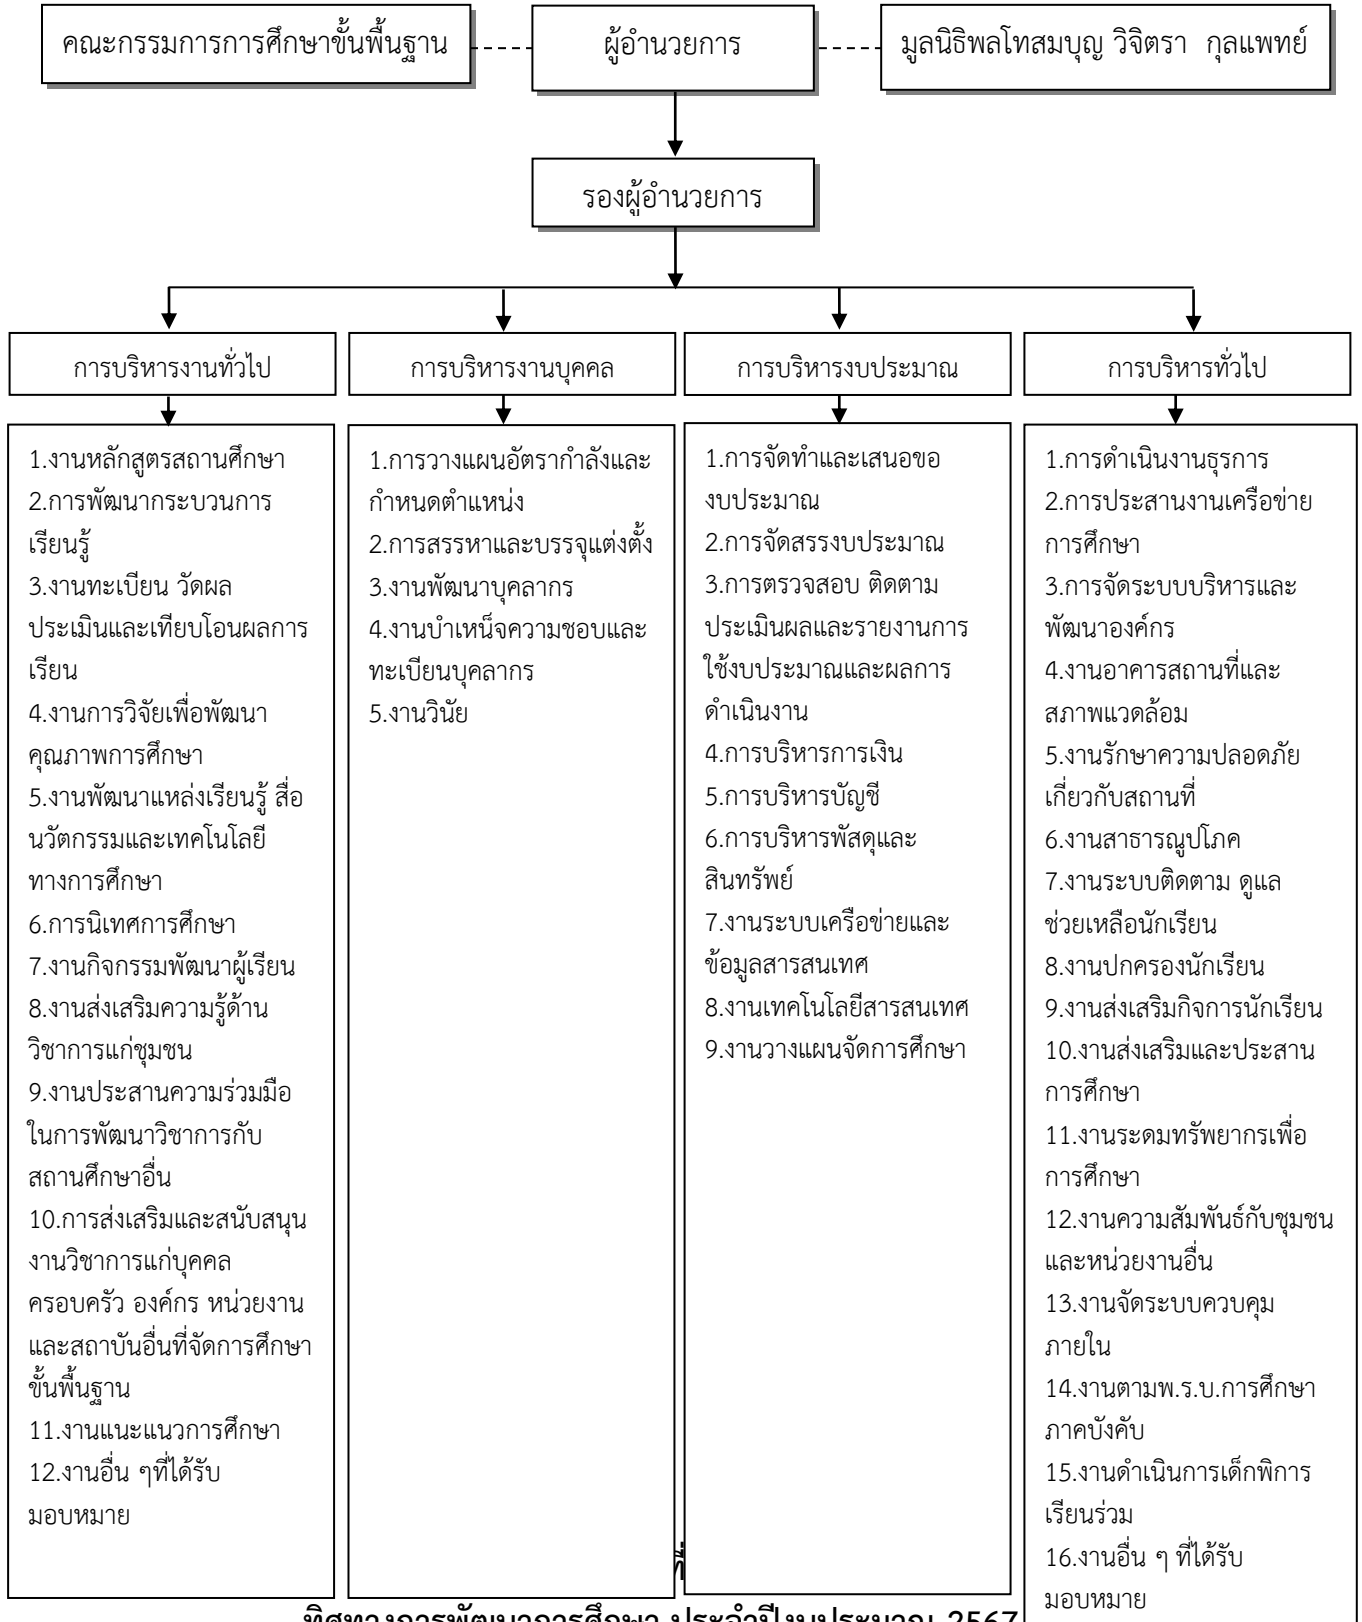 คณะกรรมการการศึกษาขั้นพื้นฐาน
ผู้อำนวยการ
มูลนิธิพลโทสมบุญ วิจิตรา  กุลแพทย์
รองผู้อำนวยการ
การบริหารงานทั่วไป
การบริหารงานบุคคล
การบริหารงบประมาณ
การบริหารทั่วไป
1.งานหลักสูตรสถานศึกษา
2.การพัฒนากระบวนการ
เรียนรู้
3.งานทะเบียน วัดผล
ประเมินและเทียบโอนผลการ
เรียน
4.งานการวิจัยเพื่อพัฒนา
คุณภาพการศึกษา
5.งานพัฒนาแหล่งเรียนรู้ สื่อ
นวัตกรรมและเทคโนโลยี
ทางการศึกษา
6.การนิเทศการศึกษา
7.งานกิจกรรมพัฒนาผู้เรียน
8.งานส่งเสริมความรู้ด้าน
วิชาการแก่ชุมชน
9.งานประสานความร่วมมือ
ในการพัฒนาวิชาการกับ
สถานศึกษาอื่น
10.การส่งเสริมและสนับสนุน
งานวิชาการแก่บุคคล
ครอบครัว องค์กร หน่วยงาน
และสถาบันอื่นที่จัดการศึกษา
ขั้นพื้นฐาน
11.งานแนะแนวการศึกษา
12.งานอื่น ๆที่ได้รับ
มอบหมาย
1.การวางแผนอัตรากำลังและ
กำหนดตำแหน่ง
2.การสรรหาและบรรจุแต่งตั้ง
3.งานพัฒนาบุคลากร
4.งานบำเหน็จความชอบและ
ทะเบียนบุคลากร
5.งานวินัย
1.การจัดทำและเสนอขอ
งบประมาณ
2.การจัดสรรงบประมาณ
3.การตรวจสอบ ติดตาม
ประเมินผลและรายงานการ
ใช้งบประมาณและผลการ
ดำเนินงาน
4.การบริหารการเงิน
5.การบริหารบัญชี
6.การบริหารพัสดุและ
สินทรัพย์
7.งานระบบเครือข่ายและ
ข้อมูลสารสนเทศ
8.งานเทคโนโลยีสารสนเทศ
9.งานวางแผนจัดการศึกษา
1.การดำเนินงานธุรการ
2.การประสานงานเครือข่าย
การศึกษา
3.การจัดระบบบริหารและ
พัฒนาองค์กร
4.งานอาคารสถานที่และ
สภาพแวดล้อม
5.งานรักษาความปลอดภัย
เกี่ยวกับสถานที่
6.งานสาธารณูปโภค
7.งานระบบติดตาม ดูแล
ช่วยเหลือนักเรียน
8.งานปกครองนักเรียน
9.งานส่งเสริมกิจการนักเรียน
10.งานส่งเสริมและประสาน
การศึกษา
11.งานระดมทรัพยากรเพื่อ
การศึกษา
12.งานความสัมพันธ์กับชุมชน
และหน่วยงานอื่น
13.งานจัดระบบควบคุม
ภายใน
14.งานตามพ.ร.บ.การศึกษา
ภาคบังคับ
15.งานดำเนินการเด็กพิการ
เรียนร่วม
16.งานอื่น ๆ ที่ได้รับ
มอบหมาย
ทิศทางการพัฒนาการศึกษา ประจำปีงบประมาณ 2567